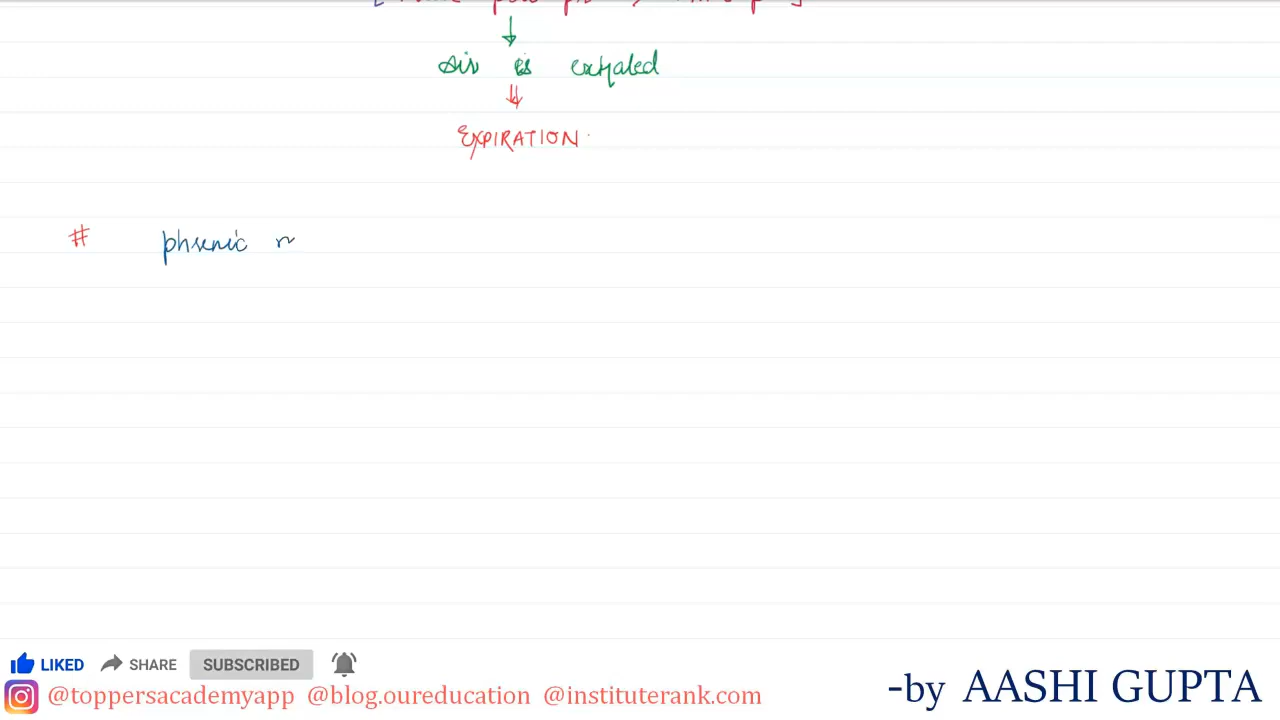 ↓
air is exhaled
⇓
EXPIRATION.
# phrenic n
LIKED SHARE SUBSCRIBED
@toppersacademyapp @blog.oureducation @instituterank.com
-by AASHI GUPTA